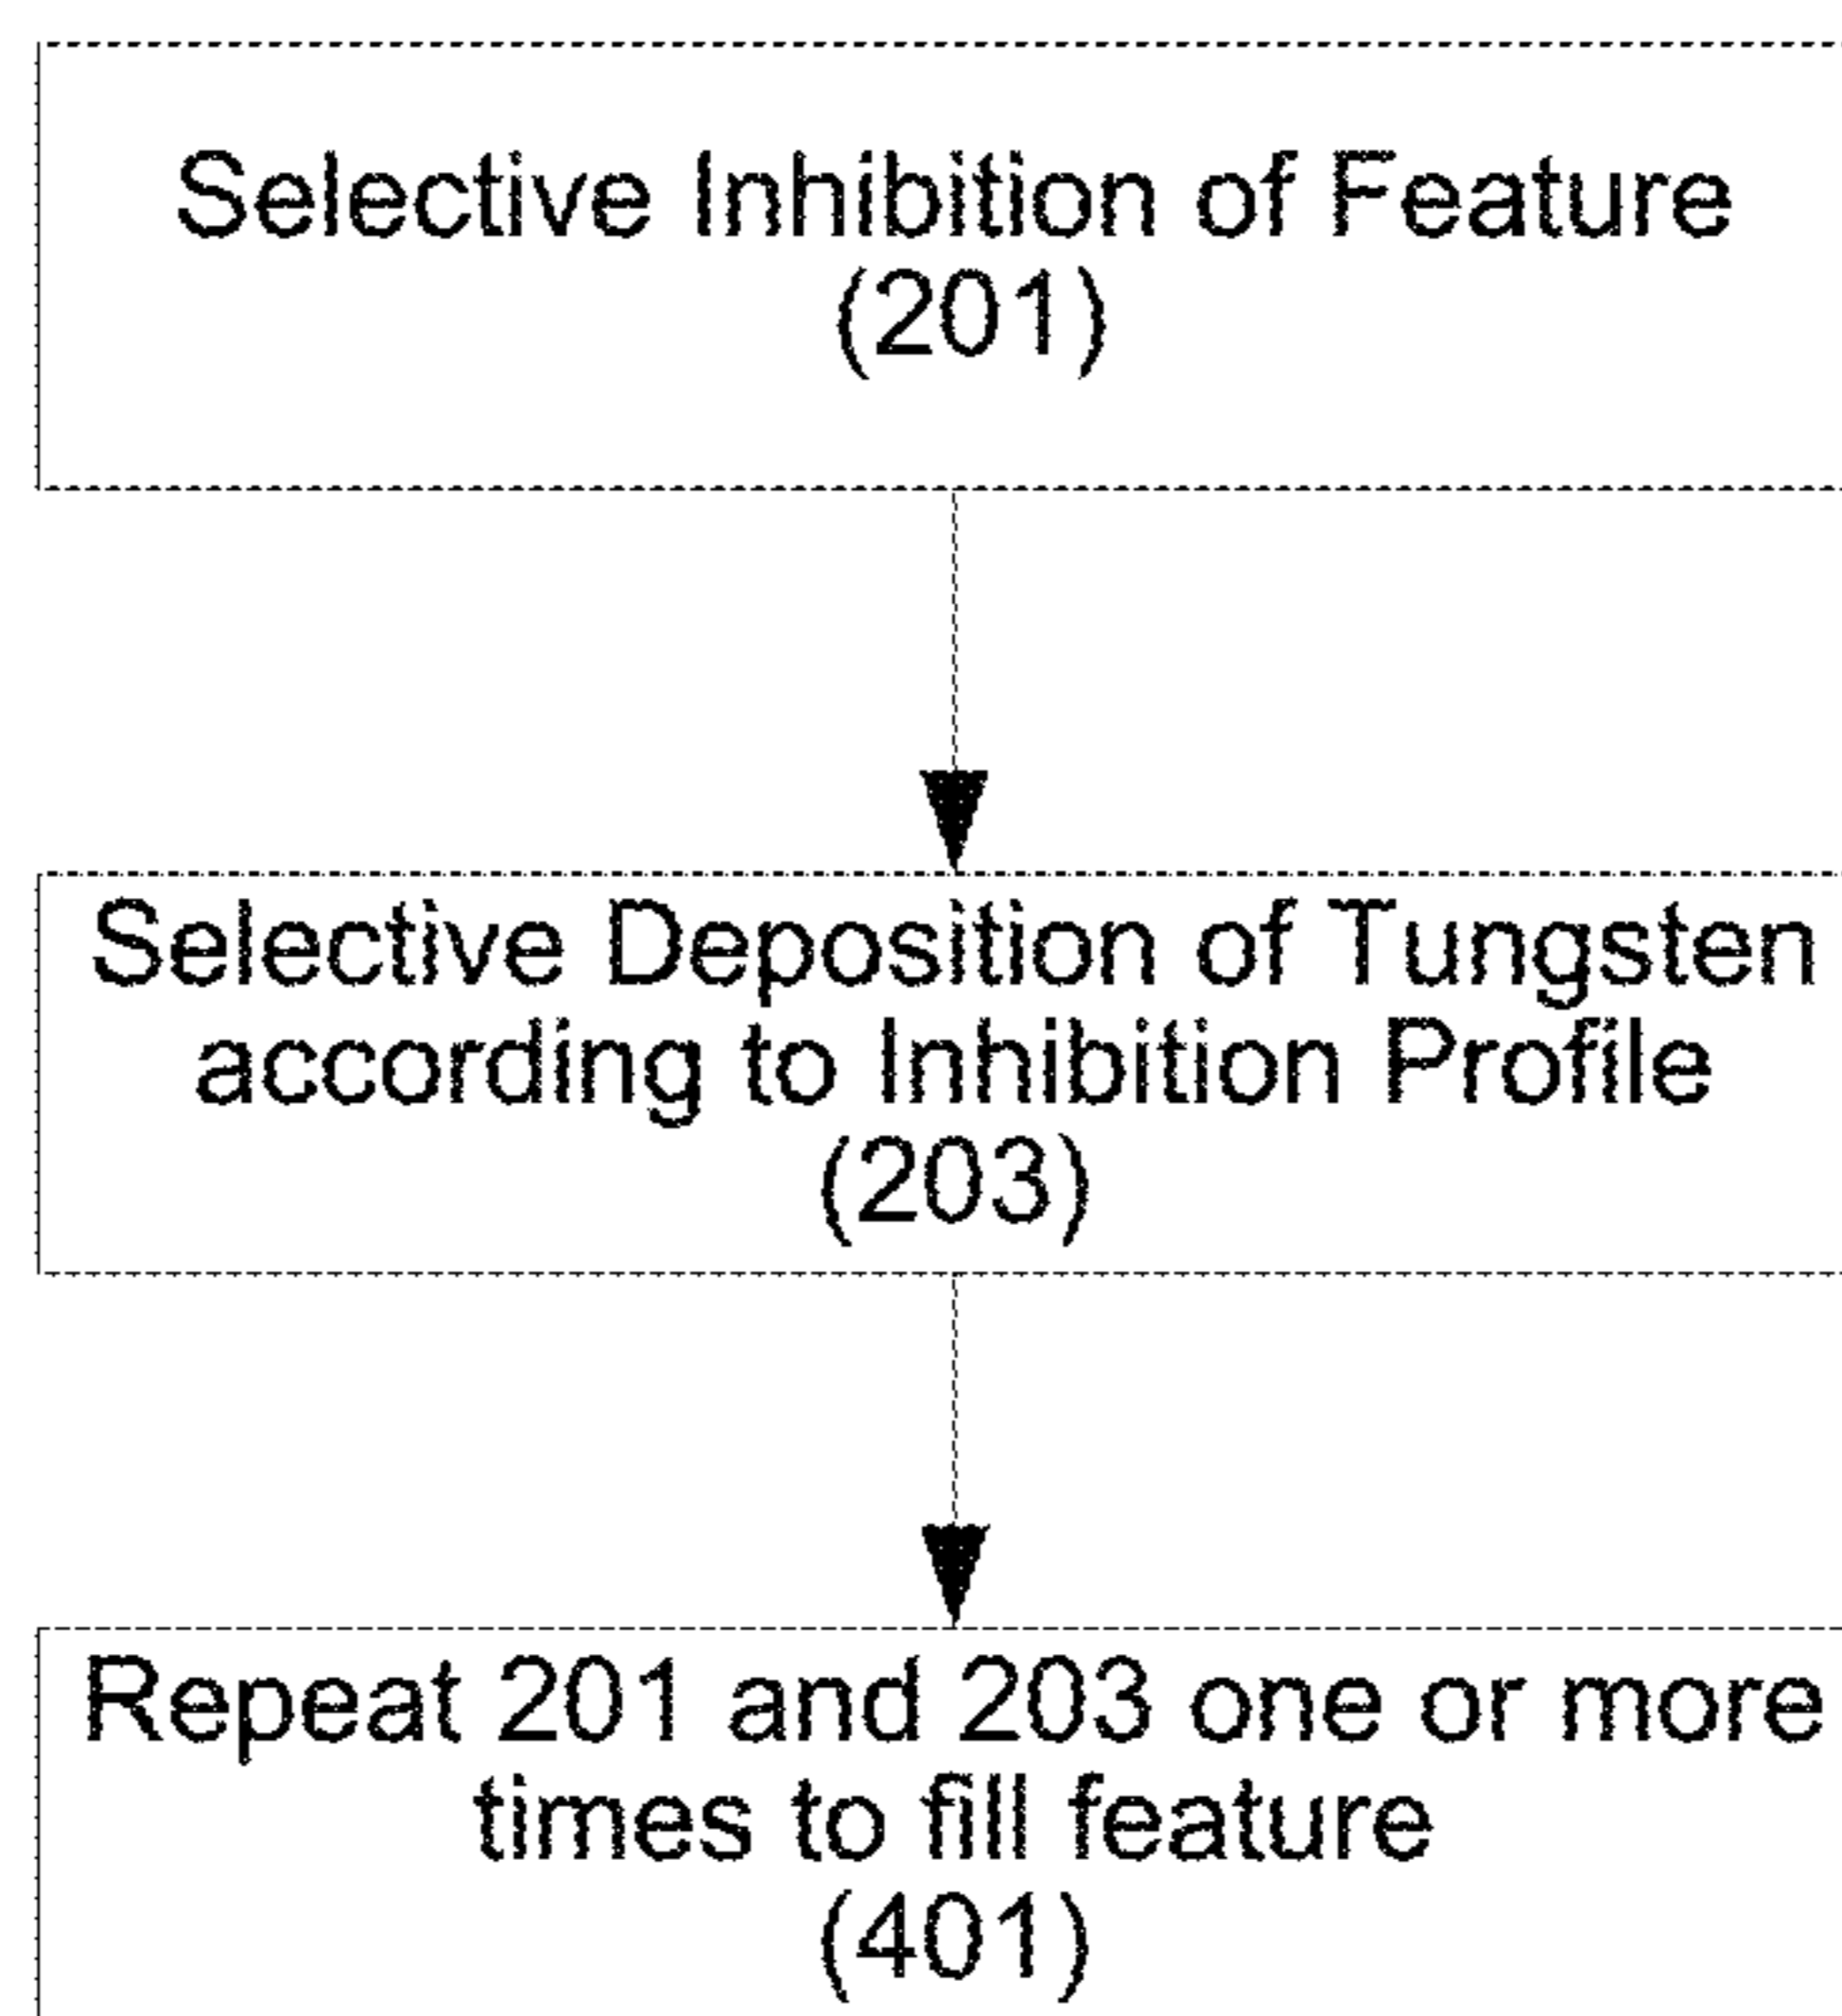 Selective Inhibition of Feature
(201)
Selective Deposition of Tungsten
according to Inhibition Profile
(203)
Repeat 201 and 203 one or more
times to fill feature
(401)